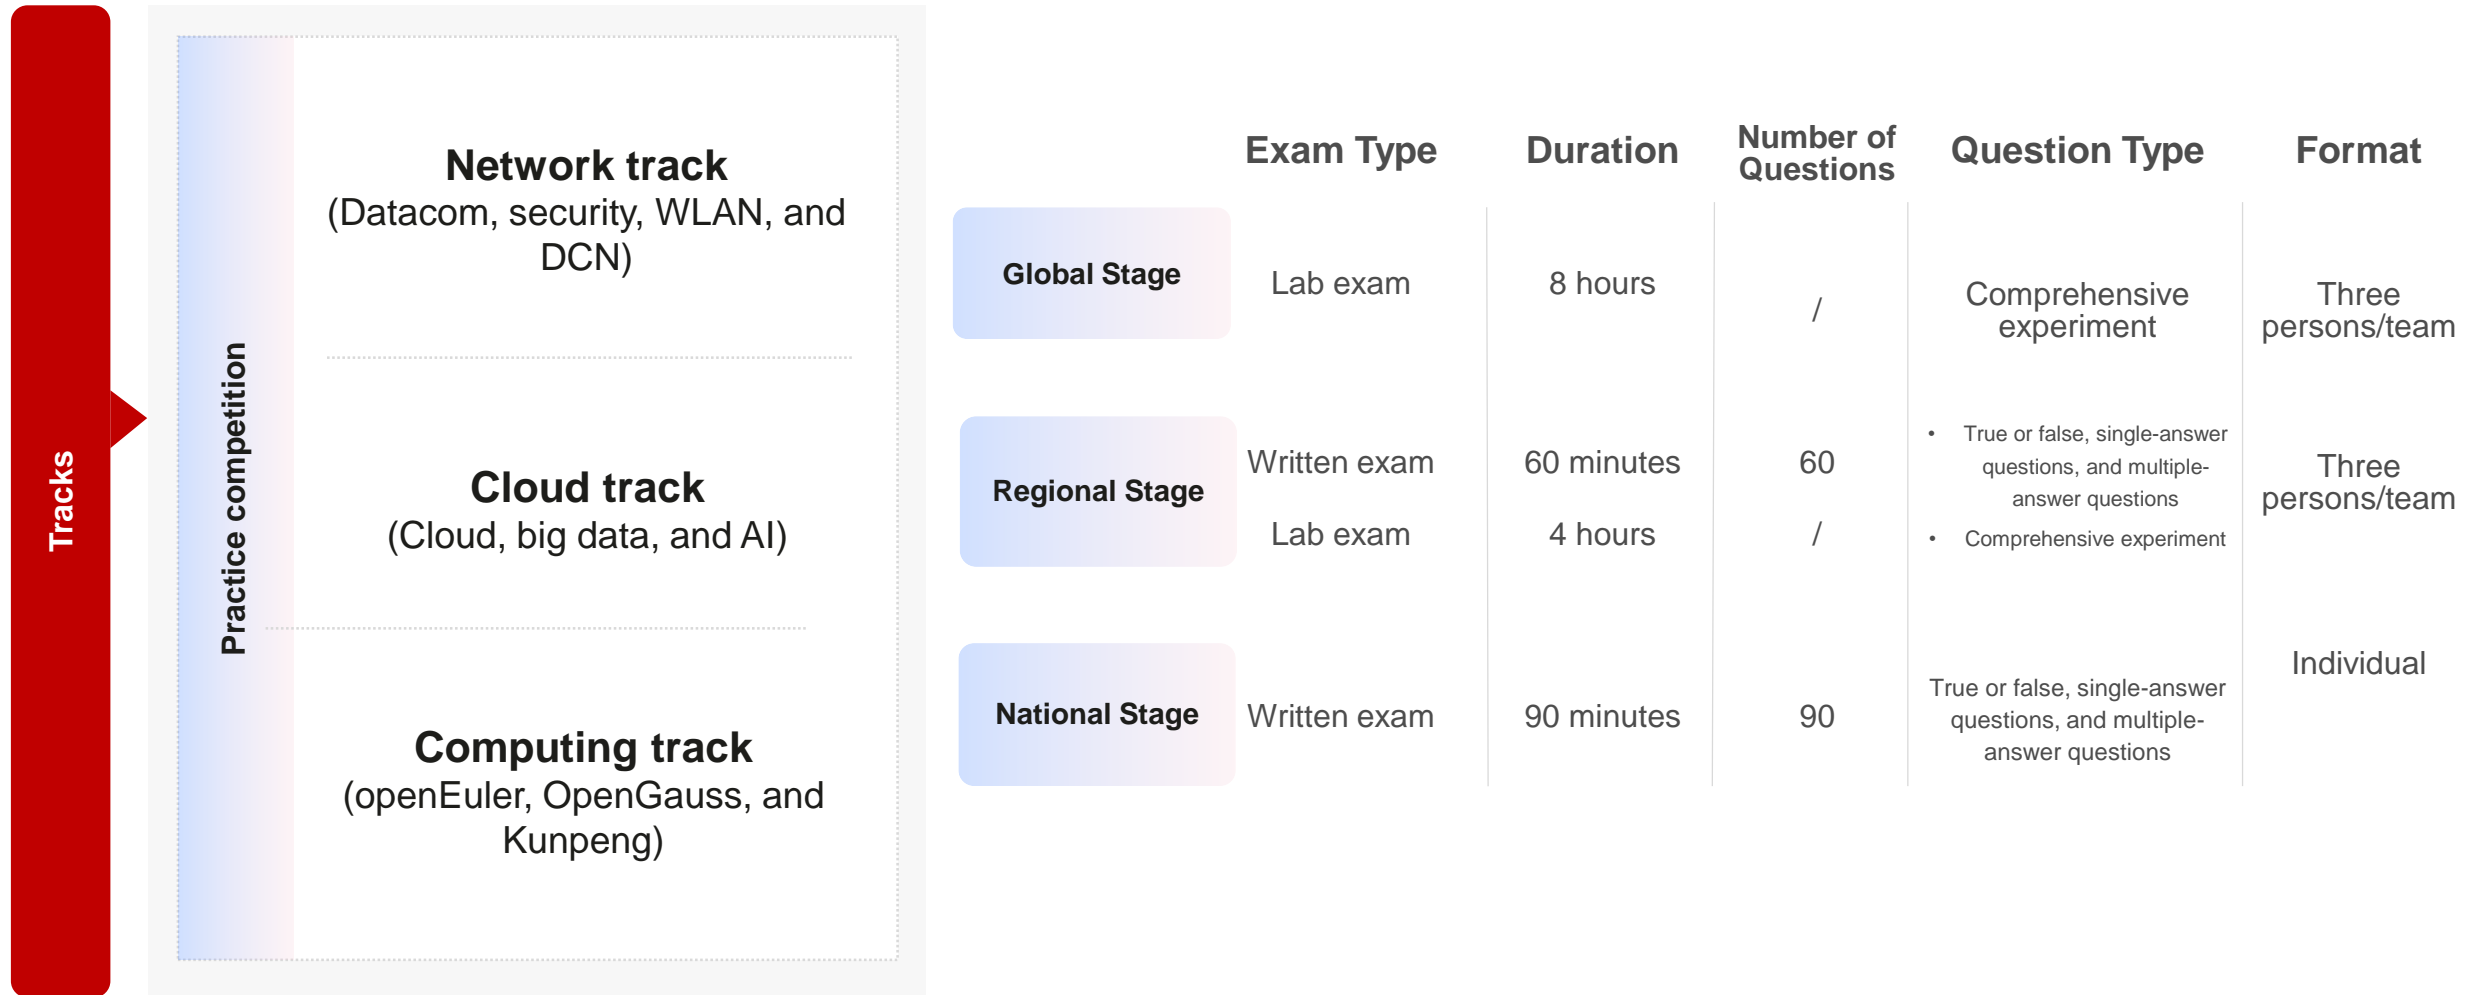 Tracks
Practice competition
Network track
(Datacom, security, WLAN, and
DCN)
Cloud track
(Cloud, big data, and AI)
Computing track
(openEuler, OpenGauss, and
Kunpeng)
Exam Type
Duration
Number of
Questions
Question Type
Format
Global Stage
Lab exam
8 hours
/
Comprehensive
experiment
Three
persons/team
Regional Stage
Written exam
60 minutes
60
• True or false, single-answer
questions, and multiple-
answer questions
Three
persons/team
Lab exam
4 hours
/
• Comprehensive experiment
National Stage
Written exam
90 minutes
90
True or false, single-answer
questions, and multiple-
answer questions
Individual